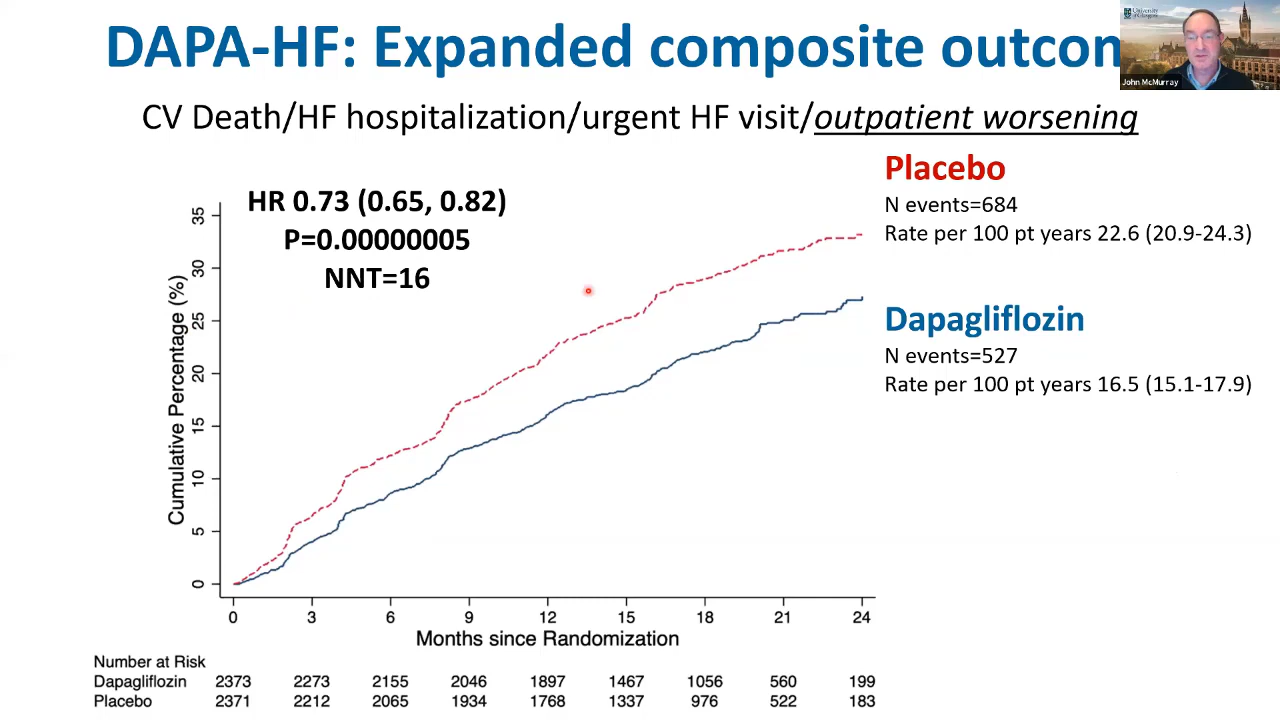 DAPA-HF: Expanded composite outcom
University of Glasgow
John McMurray
CV Death/HF hospitalization/urgent HF visit/outpatient worsening
HR 0.73 (0.65, 0.82)
P=0.00000005
NNT=16
Placebo
N events=684
Rate per 100 pt years 22.6 (20.9-24.3)
Dapagliflozin
N events=527
Rate per 100 pt years 16.5 (15.1-17.9)
Cumulative Percentage (%)
35
30
25
20
15
10
5
0
0 3 6 9 12 15 18 21 24
Months since Randomization
Number at Risk
Dapagliflozin 2373 2273 2155 2046 1897 1467 1056 560 199
Placebo 2371 2212 2065 1934 1768 1337 976 522 183